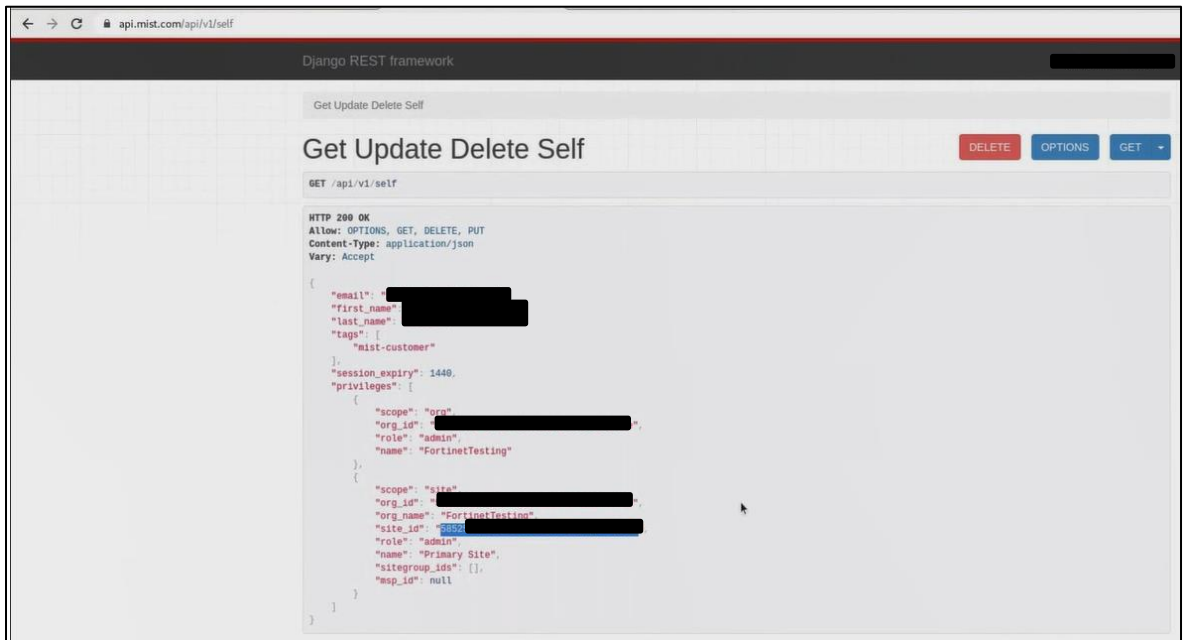 api.mist.com/api/v1/self
Django REST framework
Get Update Delete Self
Get Update Delete Self
DELETE OPTIONS GET
GET /api/v1/self
HTTP 200 OK
Allow: OPTIONS, GET, DELETE, PUT
Content-Type: application/json
Vary: Accept
{
"email": "
"first_name":
"last_name":
"tags": [
"mist-customer"
],
"session_expiry": 1440,
"privileges": [
{
"scope": "org",
"org_id": "",
"role": "admin",
"name": "FortinetTesting"
},
{
"scope": "site",
"org_id": "",
"org_name": "FortinetTesting",
"site_id": "58525
"role": "admin",
"name": "Primary Site",
"sitegroup_ids": [],
"msp_id": null
}
]
}